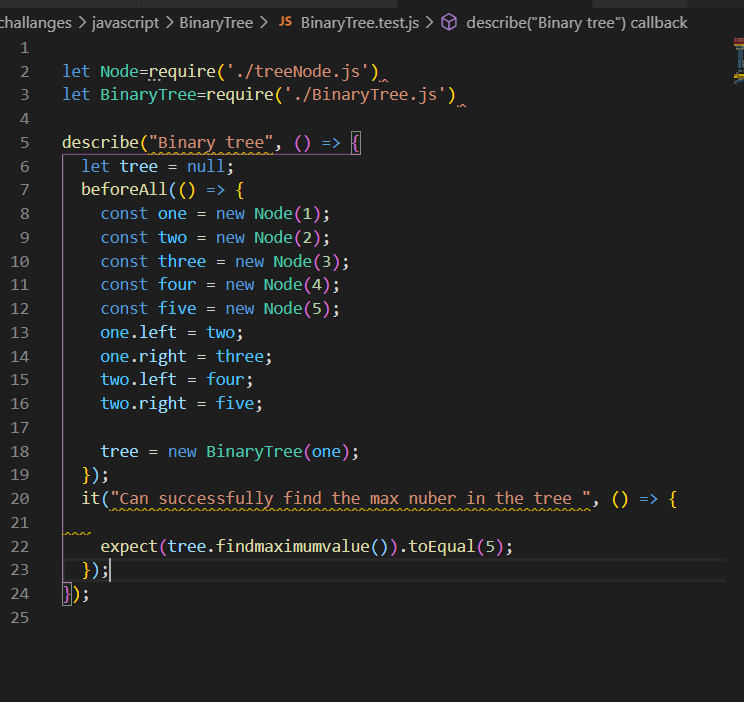 challanges > javascript > BinaryTree > JS BinaryTree.test.js > describe("Binary tree") callback
1
2 let Node=require('./treeNode.js')
3 let BinaryTree=require('./BinaryTree.js')
4
5 describe("Binary tree", () => {
6 let tree = null;
7 beforeAll(() => {
8 const one = new Node(1);
9 const two = new Node(2);
10 const three = new Node(3);
11 const four = new Node(4);
12 const five = new Node(5);
13 one.left = two;
14 one.right = three;
15 two.left = four;
16 two.right = five;
17
18 tree = new BinaryTree(one);
19 });
20 it("Can successfully find the max nuber in the tree ", () => {
21
22 expect(tree.findmaximumvalue()).toEqual(5);
23 });
24 });
25